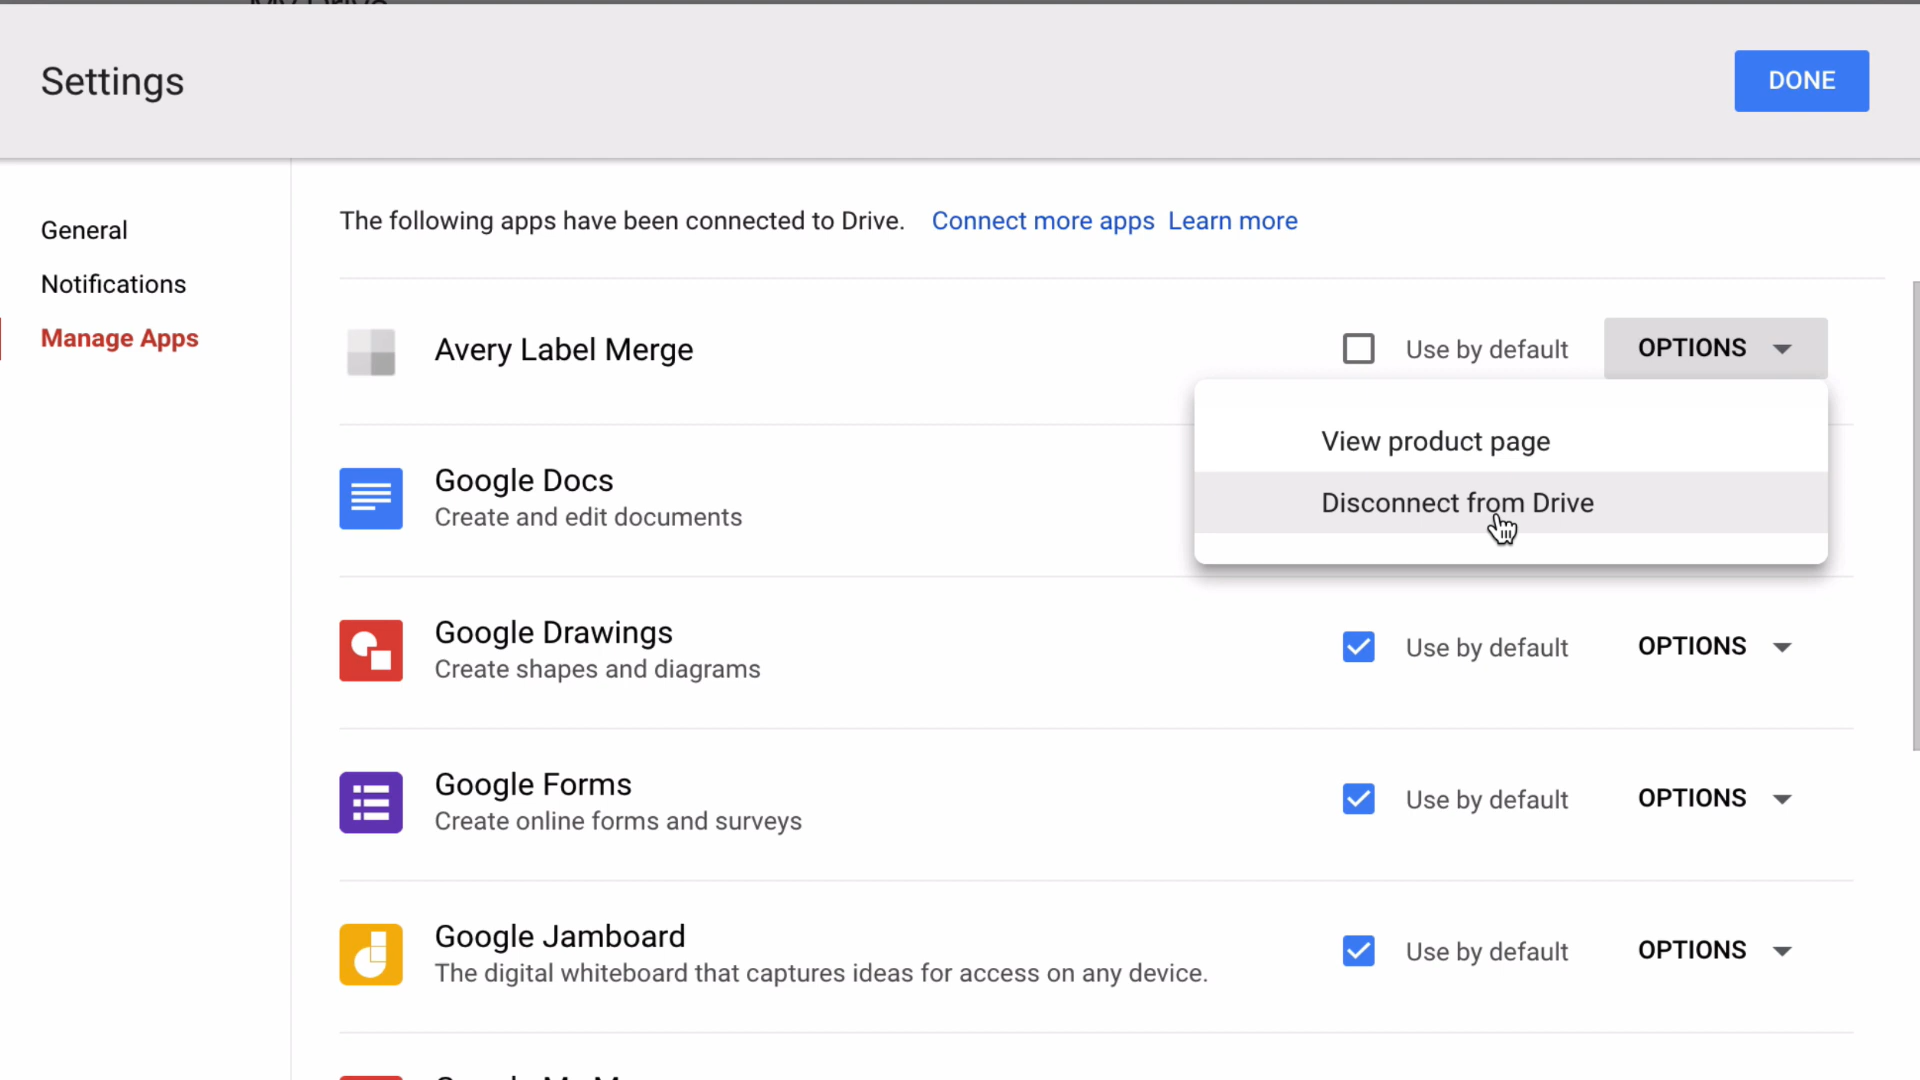 Settings
DONE
General
Notifications
Manage Apps
The following apps have been connected to Drive. Connect more apps Learn more
Avery Label Merge
Use by default OPTIONS
View product page
Disconnect from Drive
Google Docs
Create and edit documents
Google Drawings
Create shapes and diagrams
Use by default OPTIONS
Google Forms
Create online forms and surveys
Use by default OPTIONS
Google Jamboard
The digital whiteboard that captures ideas for access on any device.
Use by default OPTIONS